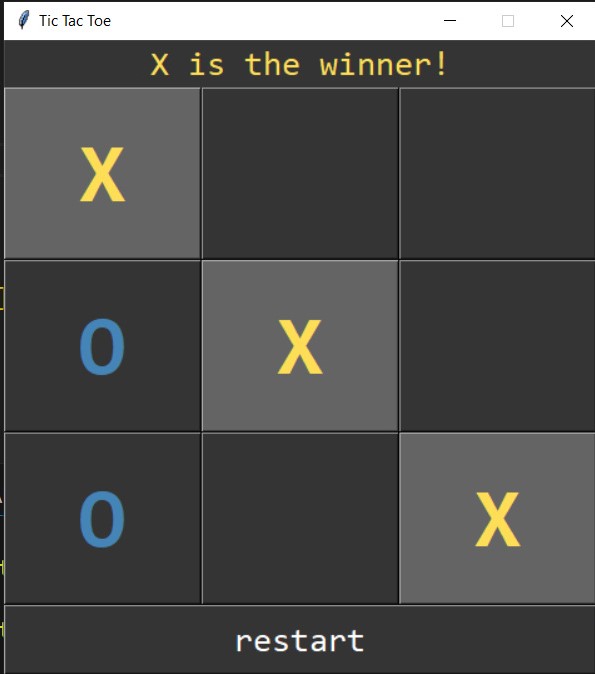 Tic Tac Toe
X is the winner!
X
O X
O X
restart